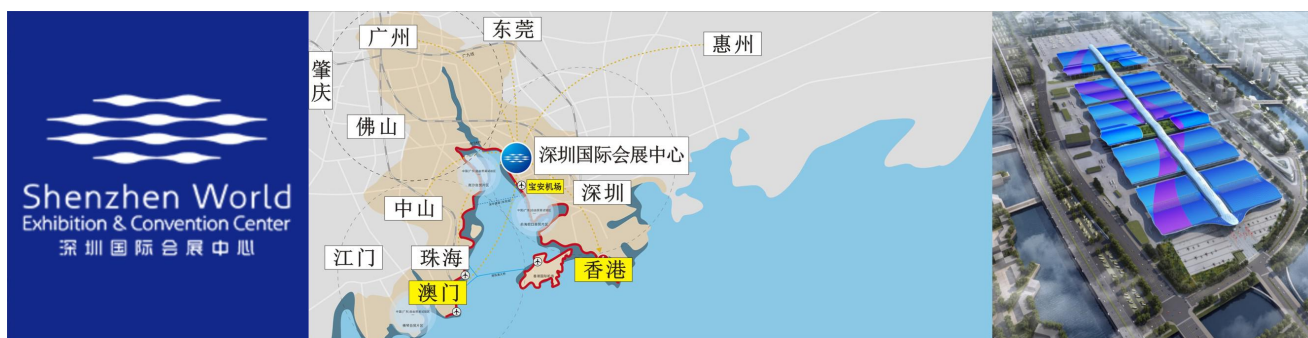 Shenzhen World
Exhibition & Convention Center
深圳国际会展中心
广州
东莞
惠州
肇庆
佛山
深圳国际会展中心
宝安机场
中山
深圳
江门
珠海
香港
澳门